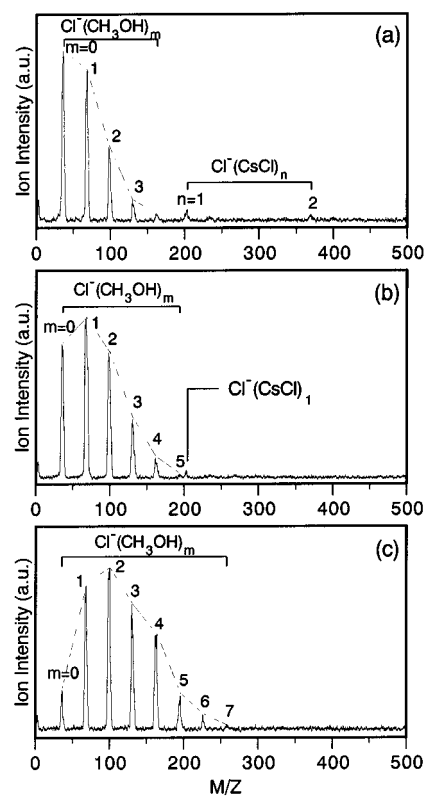 Cl⁻(CH₃OH)ₘ
(a)
m=0
1
2
3
Cl⁻(CsCl)ₙ
n=1
2
Ion Intensity (a.u.)
0 100 200 300 400 500
Cl⁻(CH₃OH)ₘ
(b)
m=0
1
2
3
4
5
Cl⁻(CsCl)₁
Ion Intensity (a.u.)
0 100 200 300 400 500
Cl⁻(CH₃OH)ₘ
(c)
m=0
1
2
3
4
5
6
7
Ion Intensity (a.u.)
0 100 200 300 400 500
M/Z